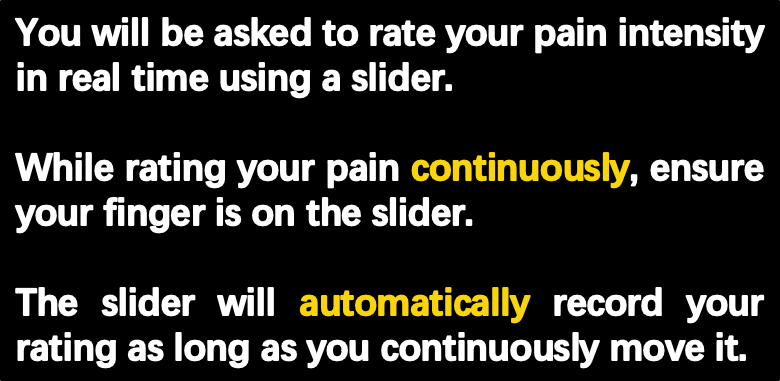 You will be asked to rate your pain intensity
in real time using a slider.
While rating your pain continuously, ensure
your finger is on the slider.
The slider will automatically record your
rating as long as you continuously move it.